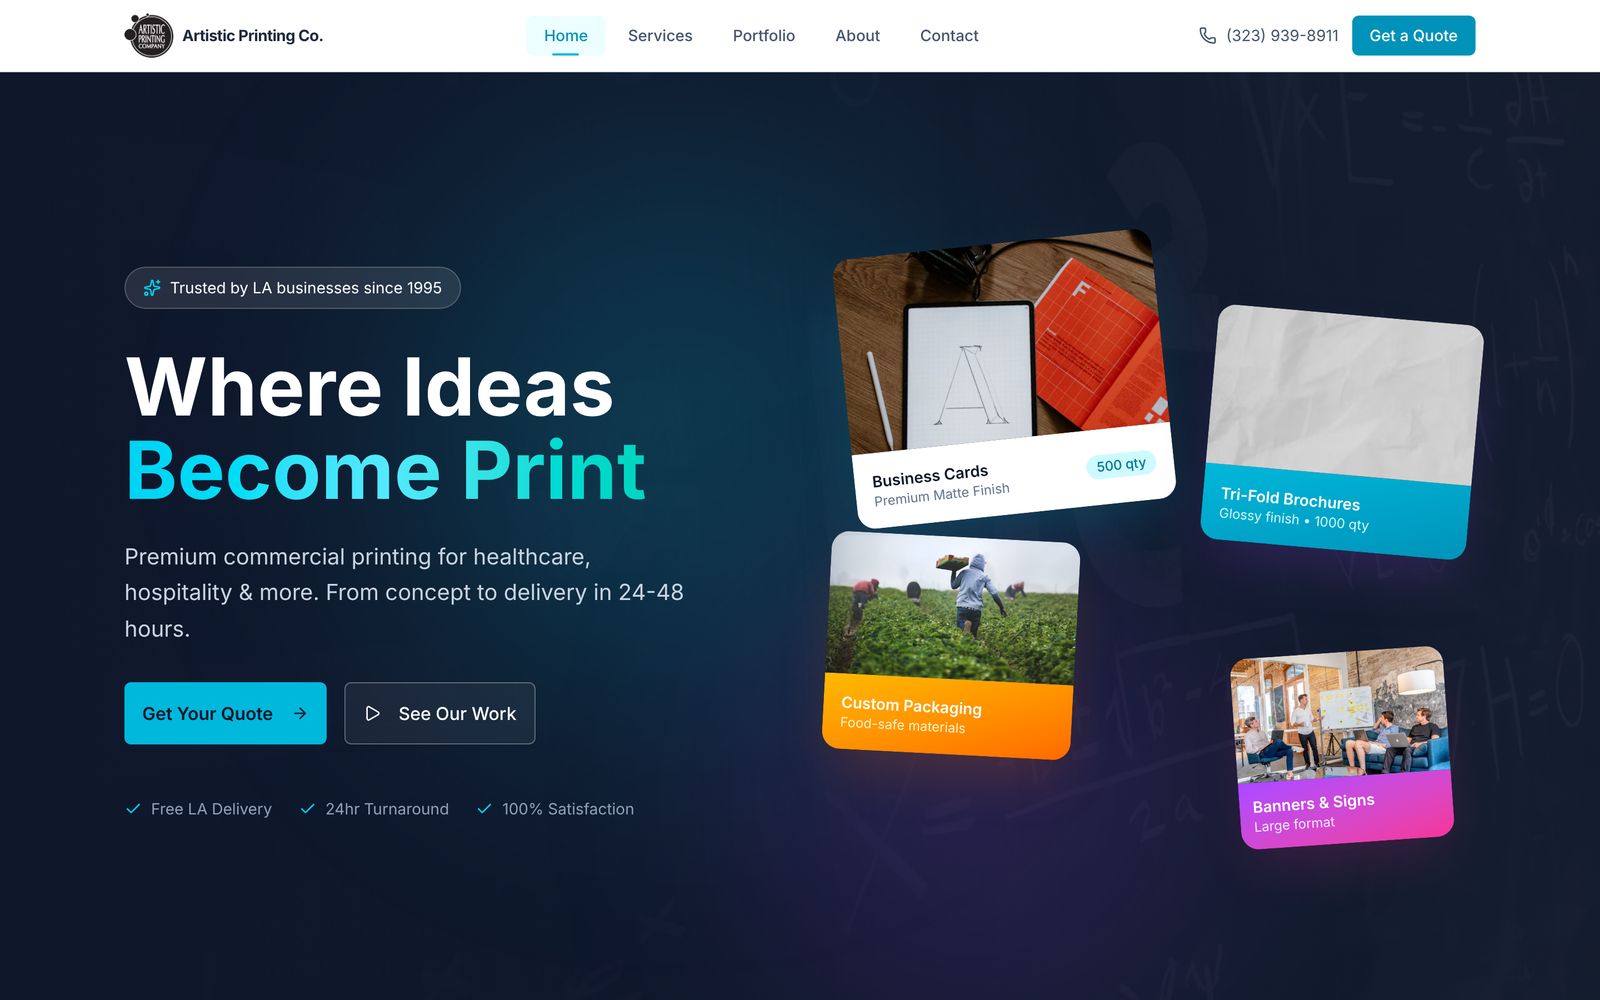 ARTISTIC
PRINTING
COMPANY
Artistic Printing Co.
Home
Services
Portfolio
About
Contact
(323) 939-8911
Get a Quote
Trusted by LA businesses since 1995
Where Ideas
Become Print
Premium commercial printing for healthcare,
hospitality & more. From concept to delivery in 24-48
hours.
Get Your Quote
See Our Work
Free LA Delivery
24hr Turnaround
100% Satisfaction
F
A
Business Cards
Premium Matte Finish
500 qty
Tri-Fold Brochures
Glossy finish • 1000 qty
Custom Packaging
Food-safe materials
Banners & Signs
Large format